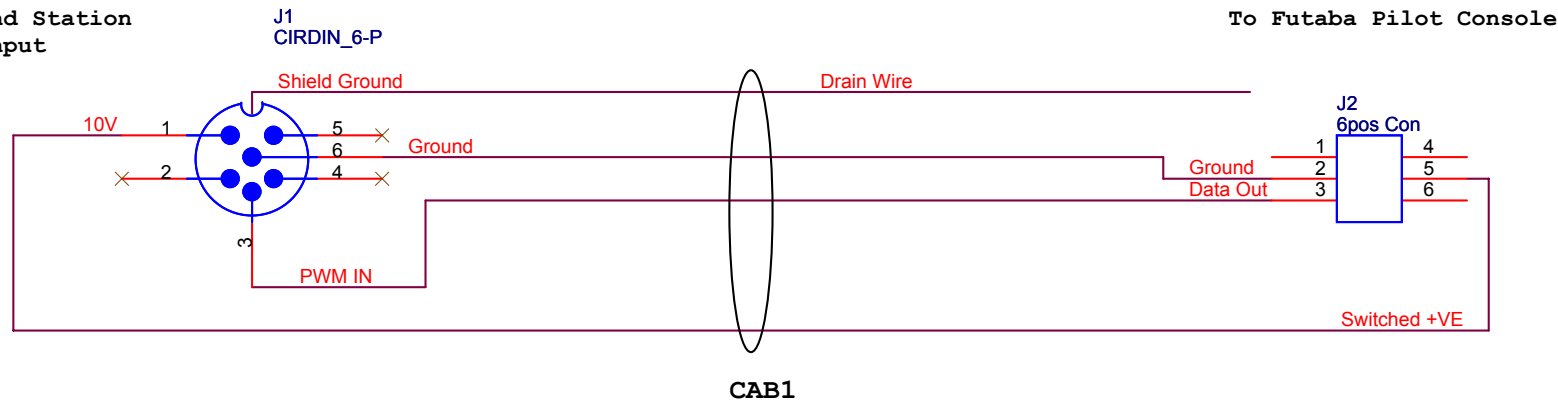 Station
J1
CIRDIN_6-P
To Futaba Pilot Console
Shield Ground
Drain Wire
J2
6pos Con
10V
1
5
6
Ground
2
4
1
4
Ground
2
5
Data Out
3
6
3
PWM IN
Switched +VE
CAB1